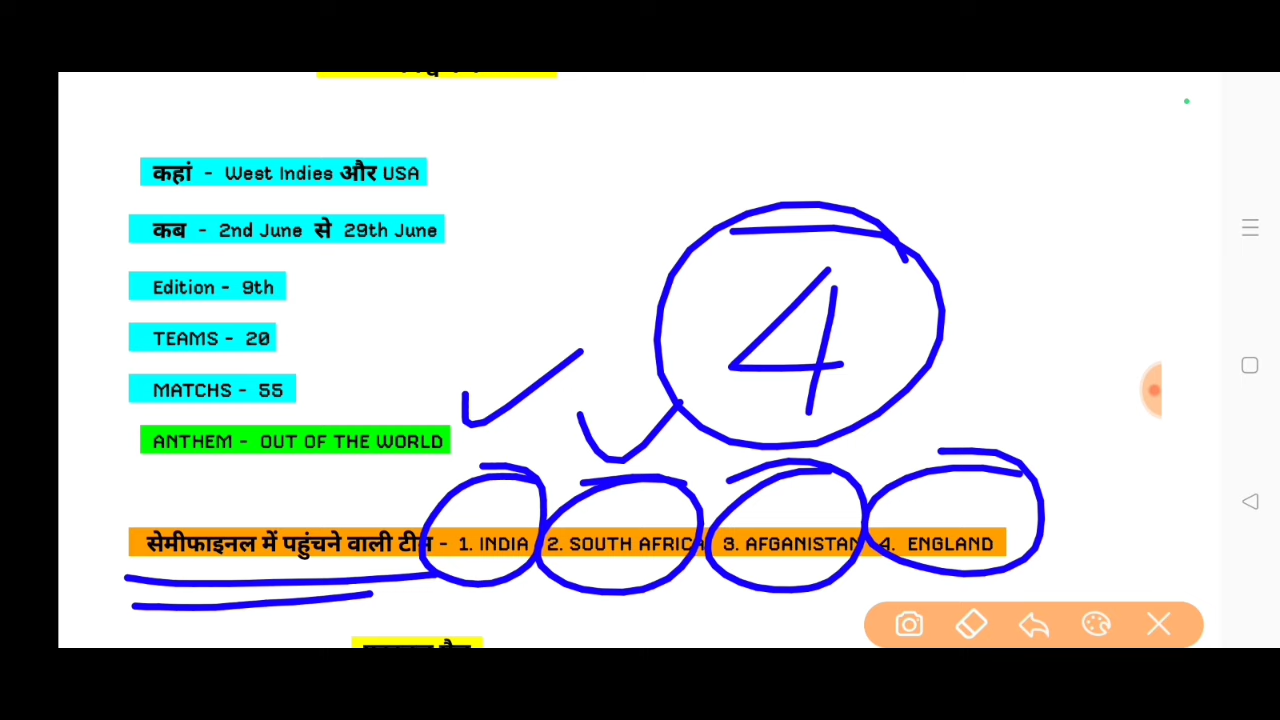 कहां - West Indies और USA
कब - 2nd June से 29th June
Edition - 9th
TEAMS - 20
4
MATCHS - 55
ANTHEM - OUT OF THE WORLD
सेमीफाइनल में पहुंचने वाली टीम - 1. INDIA 2. SOUTH AFRICA 3. AFGANISTAN 4. ENGLAND